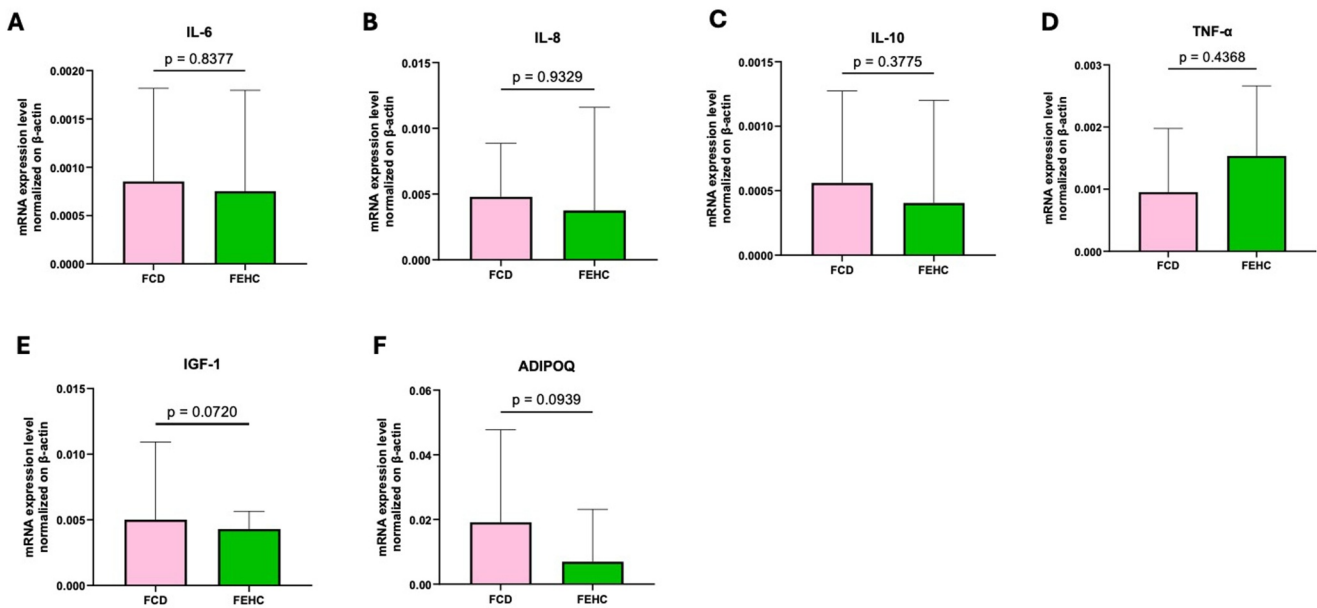 A
IL-6
p = 0.8377
mRNA expression level
normalized on β-actin
0.0020
0.0015
0.0010
0.0005
0.0000
FCD
FEHC
B
IL-8
p = 0.9329
mRNA expression level
normalized on β-actin
0.015
0.010
0.005
0.000
FCD
FEHC
C
IL-10
p = 0.3775
mRNA expression level
normalized on β-actin
0.0015
0.0010
0.0005
0.0000
FCD
FEHC
D
TNF-α
p = 0.4368
mRNA expression level
normalized on β-actin
0.003
0.002
0.001
0.000
FCD
FEHC
E
IGF-1
p = 0.0720
mRNA expression level
normalized on β-actin
0.015
0.010
0.005
0.000
FCD
FEHC
F
ADIPOQ
p = 0.0939
mRNA expression level
normalized on β-actin
0.06
0.04
0.02
0.00
FCD
FEHC